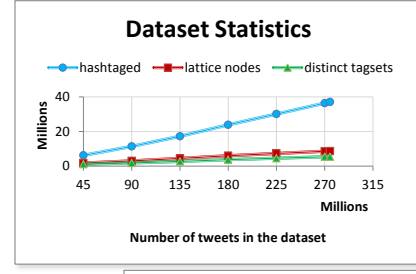 Dataset Statistics
hashtaged lattice nodes distinct tagsets
40
20
0
Millions
45 90 135 180 225 270 315
Millions
Number of tweets in the dataset